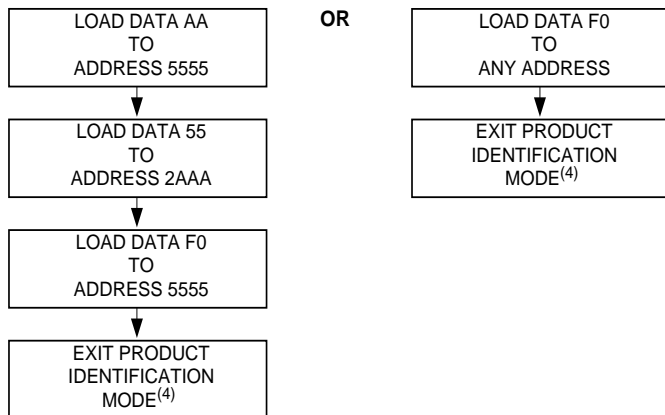 LOAD DATA AA
TO
ADDRESS 5555
LOAD DATA 55
TO
ADDRESS 2AAA
LOAD DATA F0
TO
ADDRESS 5555
EXIT PRODUCT
IDENTIFICATION
MODE(4)
OR
LOAD DATA F0
TO
ANY ADDRESS
EXIT PRODUCT
IDENTIFICATION
MODE(4)